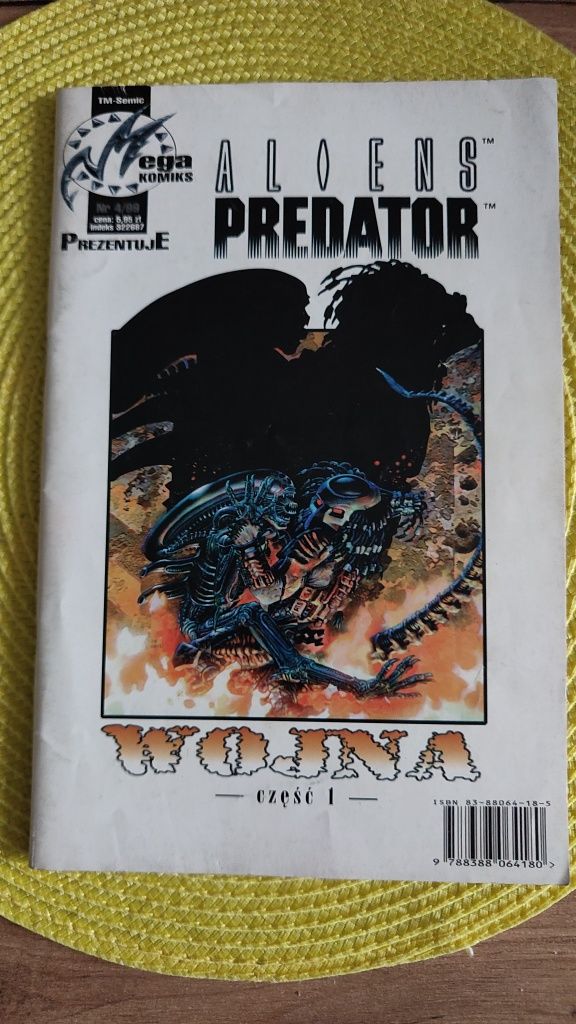 TM-Semic
Mega
KOMIKS
Nr 4/99
cena: 5,95 zł
indeks 322687
PREZENTUJE
ALIENS™
PREDATOR™
WOJNA
— część 1 —
ISBN 83-88064-18-5
9 788388 064180 >